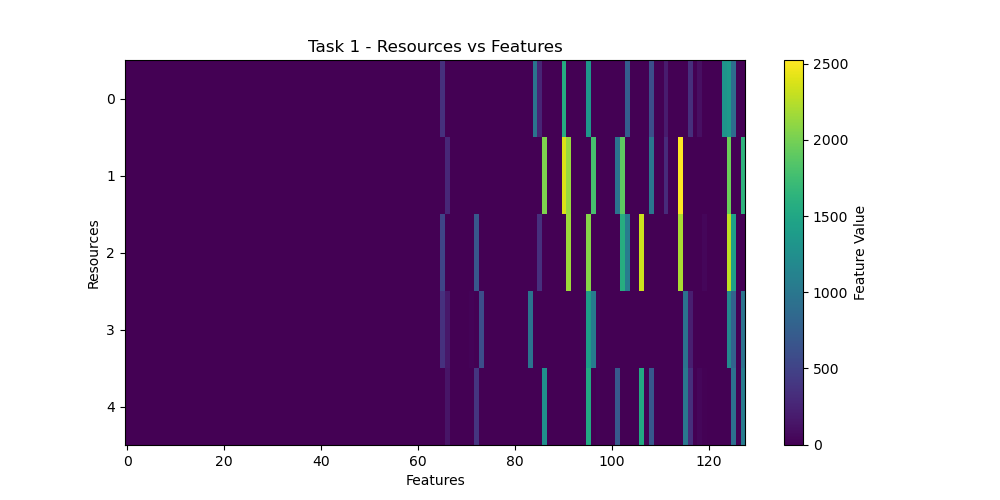 Task 1 - Resources vs Features
Resources
0
1
2
3
4
0 20 40 60 80 100 120
Features
2500
2000
1500
1000
500
0
Feature Value